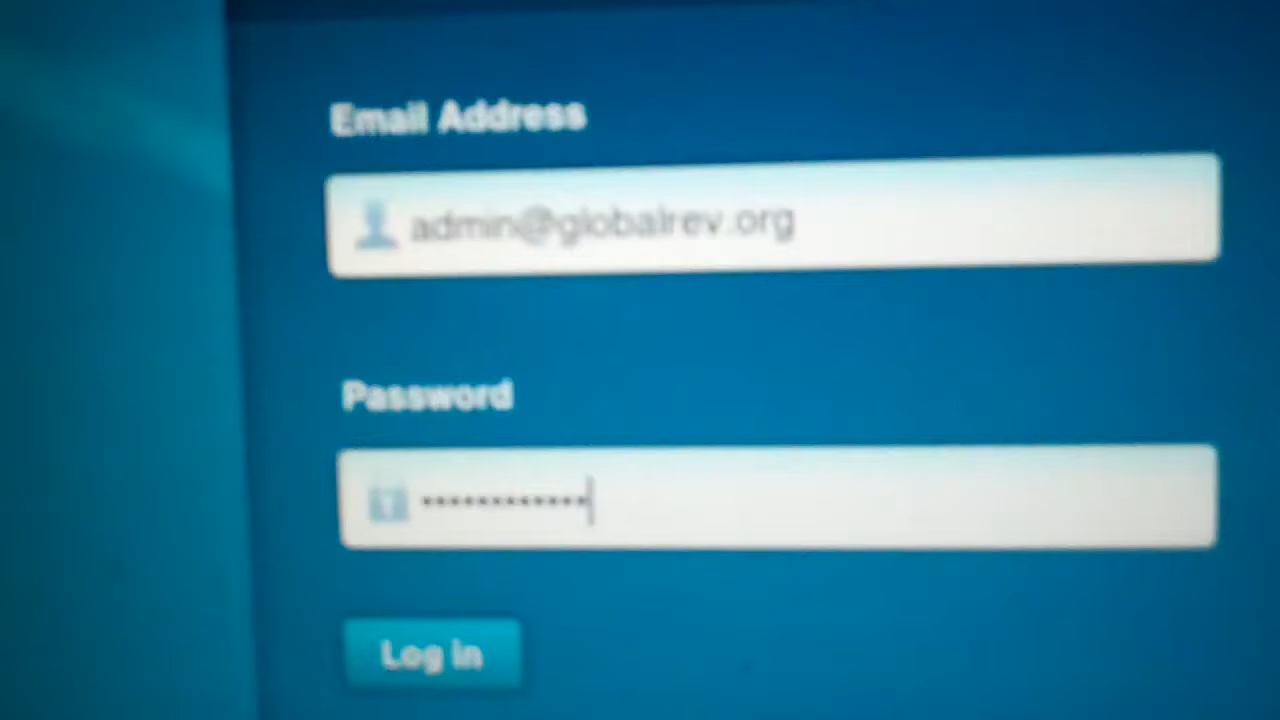 Email Address
admin@globalrev.org
Password
••••••••••••
Log in